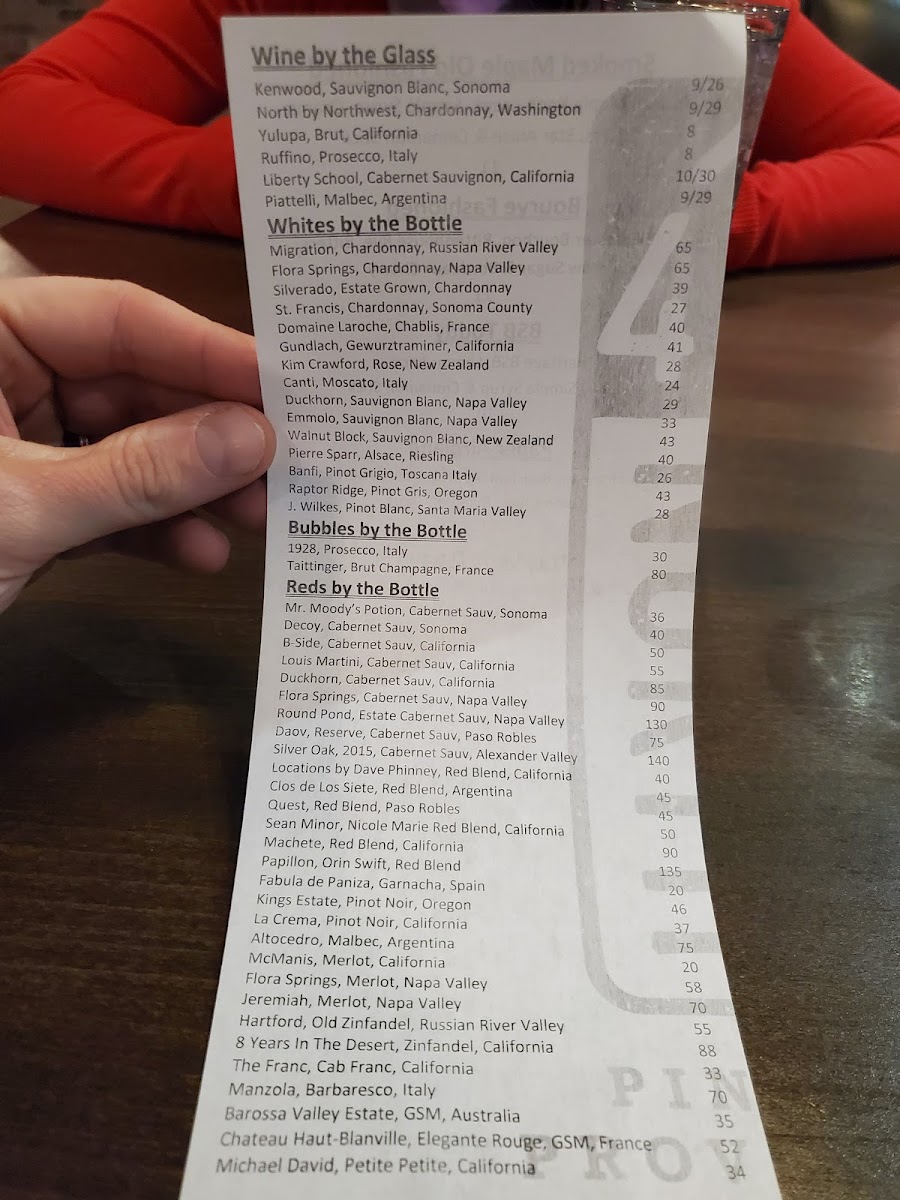 Wine by the Glass
Kenwood, Sauvignon Blanc, Sonoma 9/26
North by Northwest, Chardonnay, Washington 9/29
Yulupa, Brut, California 8
Ruffino, Prosecco, Italy 8
Liberty School, Cabernet Sauvignon, California 10/30
Piattelli, Malbec, Argentina 9/29
Whites by the Bottle
Migration, Chardonnay, Russian River Valley 65
Flora Springs, Chardonnay, Napa Valley 65
Silverado, Estate Grown, Chardonnay 39
St. Francis, Chardonnay, Sonoma County 27
Domaine Laroche, Chablis, France 40
Gundlach, Gewurztraminer, California 41
Kim Crawford, Rose, New Zealand 28
Canti, Moscato, Italy 24
Duckhorn, Sauvignon Blanc, Napa Valley 29
Emmolo, Sauvignon Blanc, Napa Valley 33
Walnut Block, Sauvignon Blanc, New Zealand 43
Pierre Sparr, Alsace, Riesling 40
Banfi, Pinot Grigio, Toscana Italy 26
Raptor Ridge, Pinot Gris, Oregon 43
J. Wilkes, Pinot Blanc, Santa Maria Valley 28
Bubbles by the Bottle
1928, Prosecco, Italy 30
Taittinger, Brut Champagne, France 80
Reds by the Bottle
Mr. Moody's Potion, Cabernet Sauv, Sonoma 36
Decoy, Cabernet Sauv, Sonoma 40
B-Side, Cabernet Sauv, California 50
Louis Martini, Cabernet Sauv, California 55
Duckhorn, Cabernet Sauv, California 85
Flora Springs, Cabernet Sauv, Napa Valley 90
Round Pond, Estate Cabernet Sauv, Napa Valley 130
Daov, Reserve, Cabernet Sauv, Paso Robles 75
Silver Oak, 2015, Cabernet Sauv, Alexander Valley 140
Locations by Dave Phinney, Red Blend, California 40
Clos de Los Siete, Red Blend, Argentina 45
Quest, Red Blend, Paso Robles 45
Sean Minor, Nicole Marie Red Blend, California 50
Machete, Red Blend, California 90
Papillon, Orin Swift, Red Blend 135
Fabula de Paniza, Garnacha, Spain 20
Kings Estate, Pinot Noir, Oregon 46
La Crema, Pinot Noir, California 37
Altocedro, Malbec, Argentina 75
McManis, Merlot, California 20
Flora Springs, Merlot, Napa Valley 58
Jeremiah, Merlot, Napa Valley 70
Hartford, Old Zinfandel, Russian River Valley 55
8 Years In The Desert, Zinfandel, California 88
The Franc, Cab Franc, California 33
Manzola, Barbaresco, Italy 70
Barossa Valley Estate, GSM, Australia 35
Chateau Haut-Blanville, Elegante Rouge, GSM, France 52
Michael David, Petite Petite, California 34
4
PIN
PROV